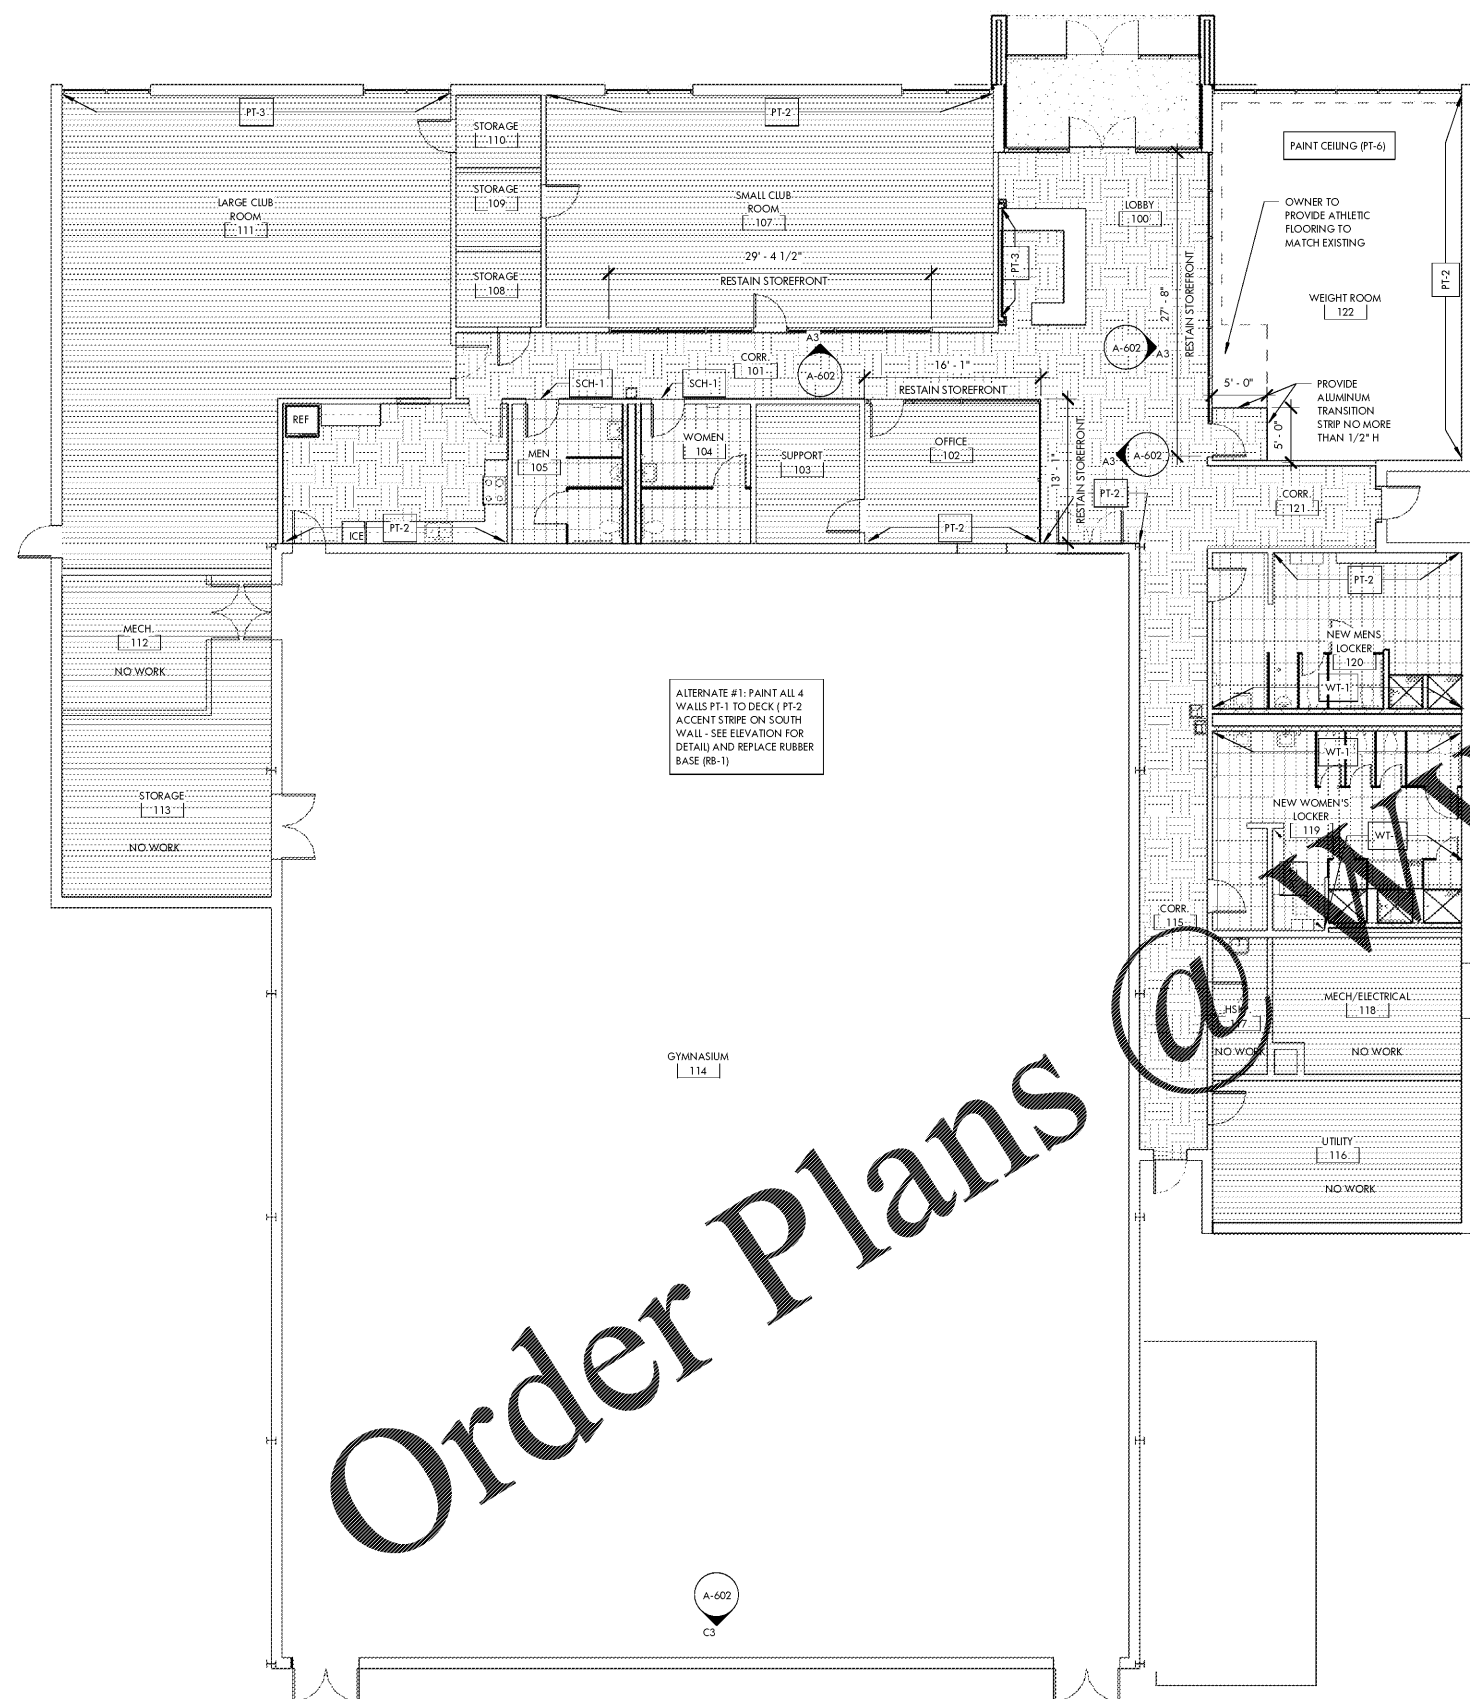 PT-3
PT-2
STORAGE
110
PAINT CEILING (PT-6)
STORAGE
109
LARGE CLUB
ROOM
111
SMALL CLUB
ROOM
107
LOBBY
100
OWNER TO
PROVIDE ATHLETIC
FLOORING TO
MATCH EXISTING
29' - 4 1/2"
RESTAIN STOREFRONT
STORAGE
108
PT-3
27' - 8"
RESTAIN STOREFRONT
PT-2
WEIGHT ROOM
122
A3
A-602
A-602
A3
CORR.
101
16' - 1"
RESTAIN STOREFRONT
SCH-1
SCH-1
5' - 0"
5' - 0"
PROVIDE
ALUMINUM
TRANSITION
STRIP NO MORE
THAN 1/2" H
REF
MEN
105
WOMEN
104
SUPPORT
103
OFFICE
102
13' - 1"
RESTAIN STOREFRONT
A3
A-602
PT-2
CORR.
121
ICE
PT-2
PT-2
PT-2
MECH.
112
NO WORK
NEW MENS
LOCKER
120
WT-1
ALTERNATE #1: PAINT ALL 4
WALLS PT-1 TO DECK ( PT-2
ACCENT STRIPE ON SOUTH
WALL - SEE ELEVATION FOR
DETAIL) AND REPLACE RUBBER
BASE (RB-1)
WT-1
STORAGE
113
NO WORK
NEW WOMEN'S
LOCKER
119
CORR.
115
MECH/ELECTRICAL
118
NO WORK
NO WORK
GYMNASIUM
114
UTILITY
116
NO WORK
Order Plans @
A-602
C3